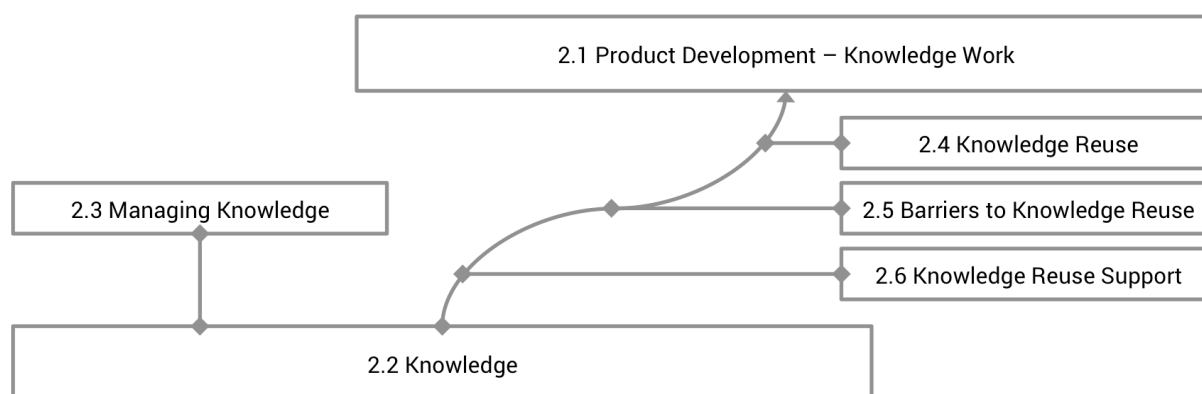 2.1 Product Development – Knowledge Work
2.4 Knowledge Reuse
2.3 Managing Knowledge
2.5 Barriers to Knowledge Reuse
2.6 Knowledge Reuse Support
2.2 Knowledge